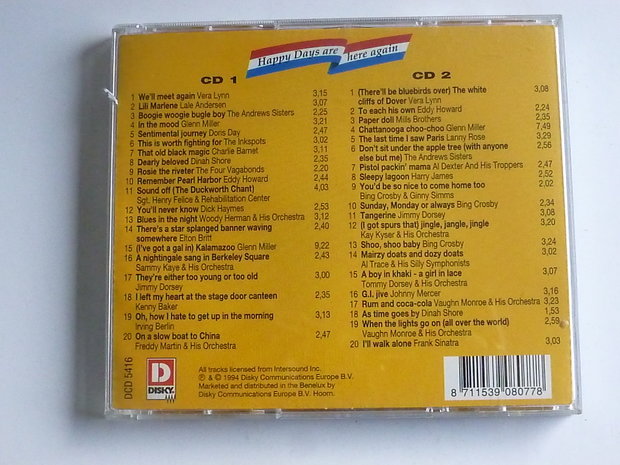 Happy Days are here again
CD 1
1 We'll meet again Vera Lynn 3,15
2 Lili Marlene Lale Andersen 3,07
3 Boogie woogie bugle boy The Andrews Sisters 2,25
4 In the mood Glenn Miller 3,21
5 Sentimental journey Doris Day 2,47
6 This is worth fighting for The Inkspots 2,46
7 That old black magic Charlie Barnet 3,11
8 Dearly beloved Dinah Shore 2,35
9 Rosie the riveter The Four Vagabonds 2,20
10 Remember Pearl Harbor Eddy Howard 2,44
11 Sound off (The Duckworth Chant) 4,03
Sgt. Henry Felice & Rehabilitation Center
12 You'll never know Dick Haymes 2,53
13 Blues in the night Woody Herman & His Orchestra 3,12
14 There's a star splanged banner waving 2,40
somewhere Elton Britt
15 (I've got a gal in) Kalamazoo Glenn Miller 9,22
16 A nightingale sang in Berkeley Square 2,43
Sammy Kaye & His Orchestra
17 They're either too young or too old 3,00
Jimmy Dorsey
18 I left my heart at the stage door canteen 2,35
Kenny Baker
19 Oh, how I hate to get up in the morning 3,13
Irving Berlin
20 On a slow boat to China 2,47
Freddy Martin & His Orchestra
CD 2
1 (There'll be bluebirds over) The white 3,08
cliffs of Dover Vera Lynn
2 To each his own Eddy Howard 2,24
3 Paper doll Mills Brothers 2,35
4 Chattanooga choo-choo Glenn Miller 7,49
5 The last time I saw Paris Lanny Rose 3,29
6 Don't sit under the apple tree (with anyone 2,56
else but me) The Andrews Sisters
7 Pistol packin' mama Al Dexter And His Troppers 2,47
8 Sleepy lagoon Harry James 2,52
9 You'd be so nice to come home too 2,02
Bing Crosby & Ginny Simms
10 Sunday, Monday or always Bing Crosby 2,34
11 Tangerine Jimmy Dorsey 3,08
12 (I got spurs that) jingle, jangle, jingle 3,20
Kay Kyser & His Orchestra
13 Shoo, shoo baby Bing Crosby 3,24
14 Mairzy doats and dozy doats 3,02
Al Trace & His Silly Symphonists
15 A boy in khaki - a girl in lace 3,07
Tommy Dorsey & His Orchestra
16 G.I. jive Johnny Mercer 3,16
17 Rum and coca-cola Vaughn Monroe & His Orchestra 3,23
18 As time goes by Dinah Shore 1,53
19 When the lights go on (all over the world) 2,59
Vaughn Monroe & His Orchestra
20 I'll walk alone Frank Sinatra 3,03
DCD 5416
D
DISKY
All tracks licensed from Intersound Inc.
℗ & © 1994 Disky Communications Europe B.V.
Marketed and distributed in the Benelux by
Disky Communications Europe B.V. Hoorn.
8 711539 080778